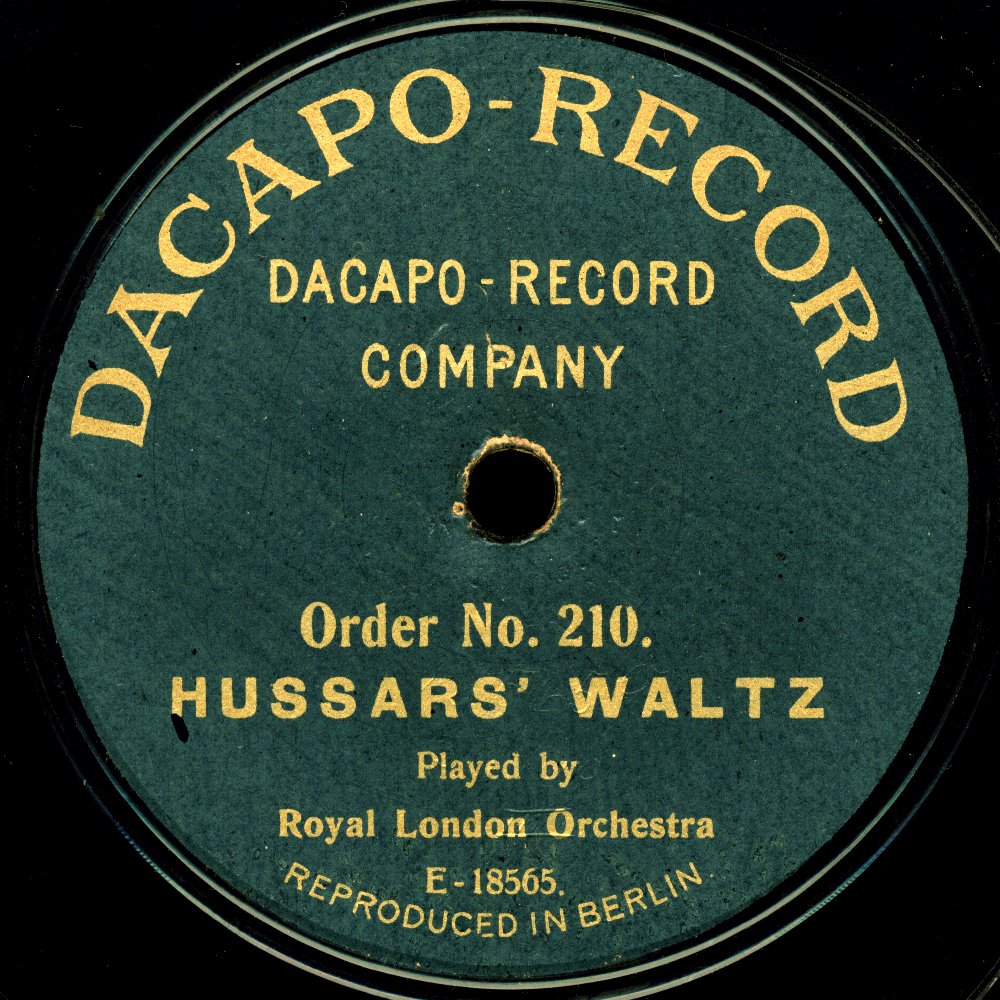 DACAPO-RECORD
DACAPO-RECORD
COMPANY
Order No. 210.
HUSSARS' WALTZ
Played by
Royal London Orchestra
E-18565.
REPRODUCED IN BERLIN.